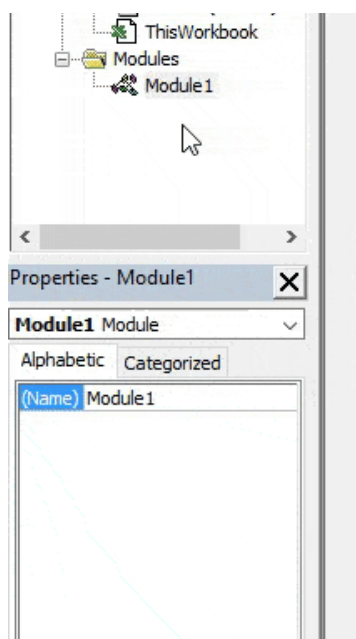 ThisWorkbook
Modules
Module1
Properties - Module1
Module1 Module
Alphabetic Categorized
(Name) Module1